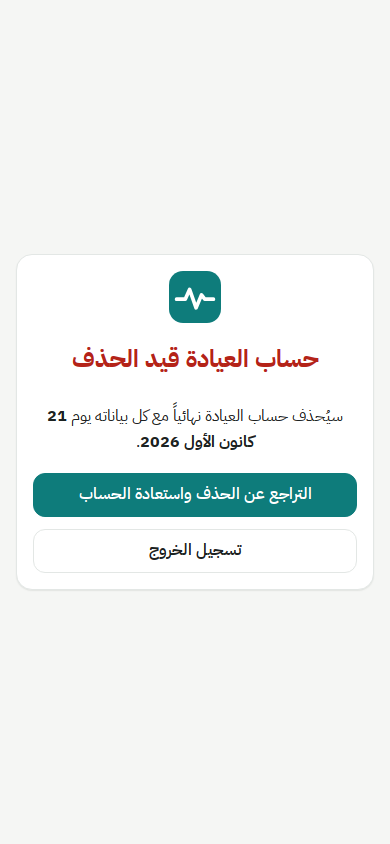 حساب العيادة قيد الحذف
سيُحذف حساب العيادة نهائياً مع كل بياناته يوم 21
كانون الأول 2026.
التراجع عن الحذف واستعادة الحساب
تسجيل الخروج